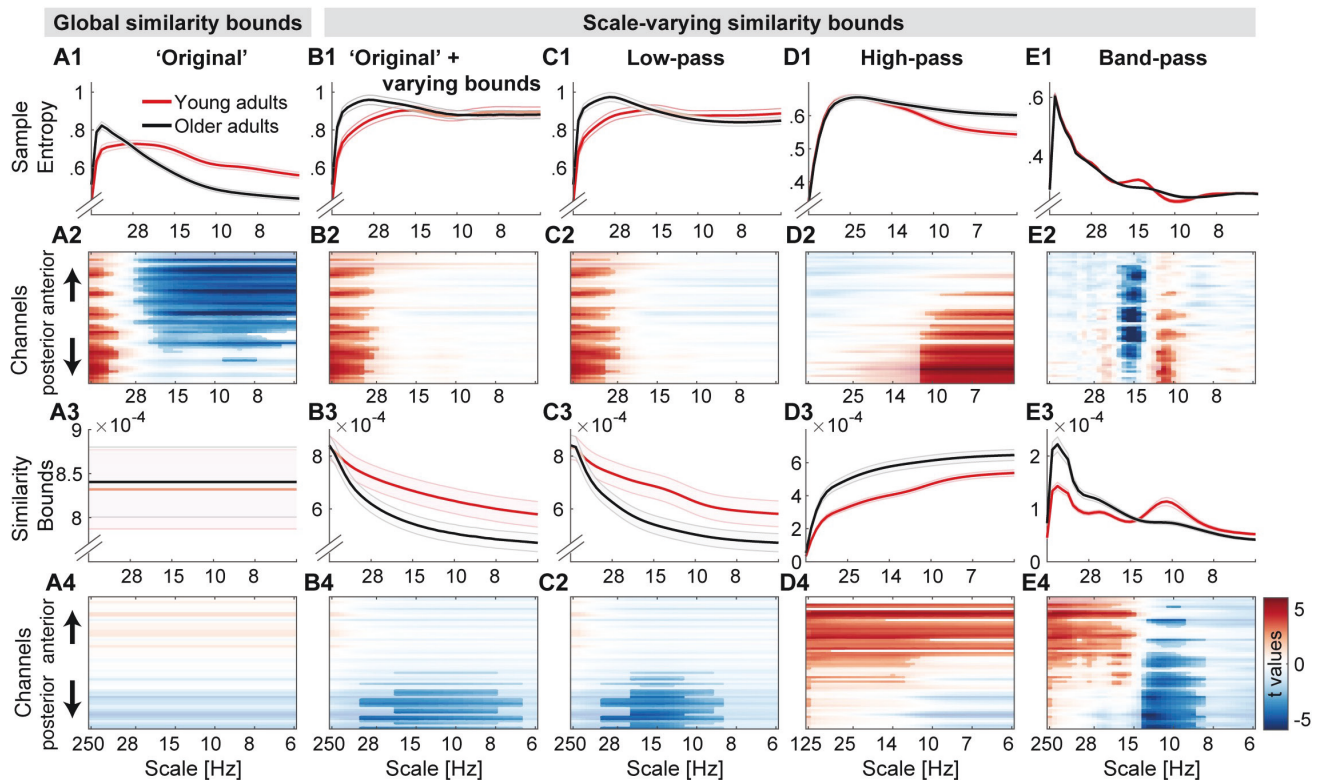 Global similarity bounds
Scale-varying similarity bounds
A1 'Original'
B1 'Original' +
varying bounds
C1 Low-pass
D1 High-pass
E1 Band-pass
Young adults
Older adults
Sample
Entropy
1
.8
.6
28 15 10 8
1
.8
.6
28 15 10 8
1
.8
.6
28 15 10 8
.6
5
4
25 14 10 7
.6
.4
28 15 10 8
A2
B2
C2
D2
E2
Channels
posterior anterior
28 15 10 8
28 15 10 8
28 15 10 8
25 14 10 7
28 15 10 8
A3
B3
C3
D3
E3
Similarity
Bounds
× 10-4
9
8.5
8
28 15 10 8
× 10-4
8
6
28 15 10 8
× 10-4
8
6
28 15 10 8
× 10-4
6
4
2
0
25 14 10 7
× 10-4
2
1
0
28 15 10 8
A4
B4
C2
D4
E4
Channels
posterior anterior
250 28 15 10 8 6
250 28 15 10 8 6
250 28 15 10 8 6
125 25 14 10 7 6
250 28 15 10 8 6
Scale [Hz]
Scale [Hz]
Scale [Hz]
Scale [Hz]
Scale [Hz]
5
0
-5
t values